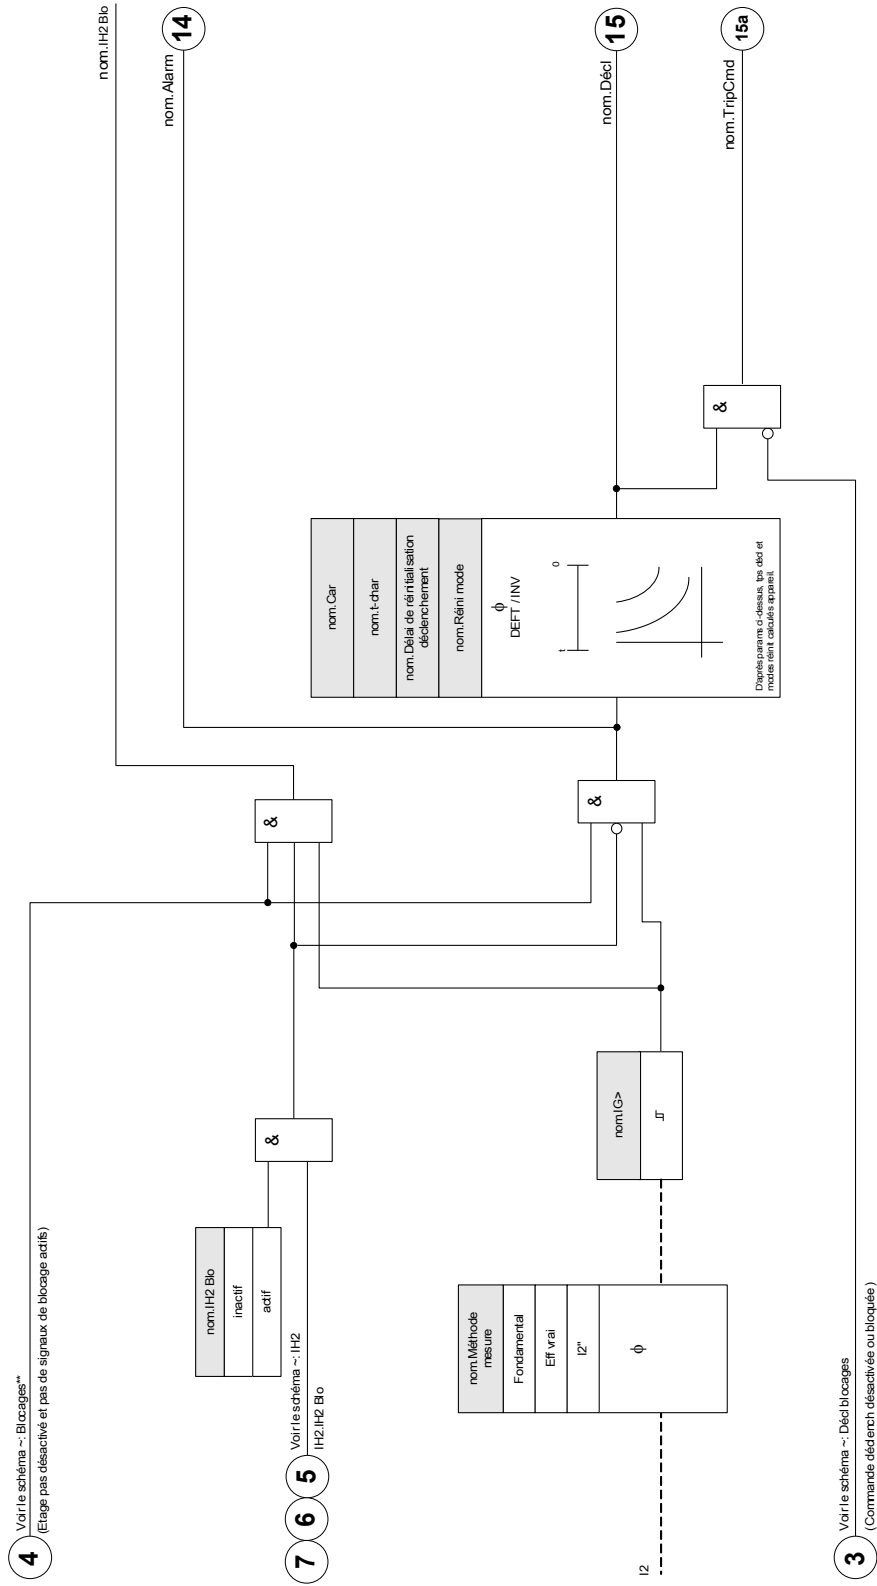 4
Voir le schéma ~: Blocages**
(Etage pas désactivé et pas de signaux de blocage actifs)
nom.IH2 Blo
nom.IH2 Blo
inactif
actif
7
6
5
Voir le schéma ~: IH2
IH2.IH2 Blo
&
&
nom.Alarm
14
nom.Méthode
mesure
Fondamental
Eff vrai
I2"
ϕ
I2
nom.IG>
&
nom.Car
nom.t-char
nom.Délai de réinitialisation
déclenchement
nom.Réini mode
ϕ
DEFT / INV
t
0
D'après params ci-dessus, tps décl et
modes réinit calculés appareil.
nom.Décl
15
&
nom.TripCmd
15a
3
Voir le schéma ~: Décl blocages
(Commande déclench désactivée ou bloquée )